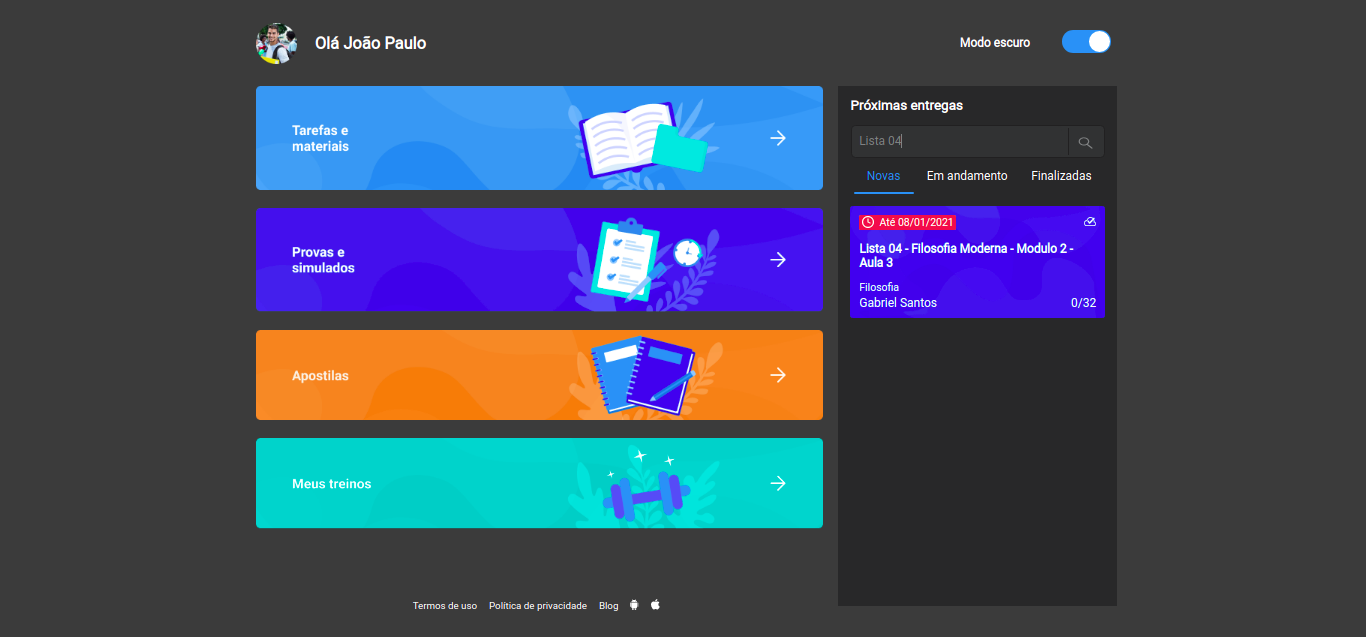 Olá João Paulo
Modo escuro
Tarefas e
materiais
Provas e
simulados
Apostilas
Meus treinos
Próximas entregas
Lista 04
Novas
Em andamento
Finalizadas
Até 08/01/2021
Lista 04 - Filosofia Moderna - Modulo 2 -
Aula 3
Filosofia
Gabriel Santos
0/32
Termos de uso
Política de privacidade
Blog